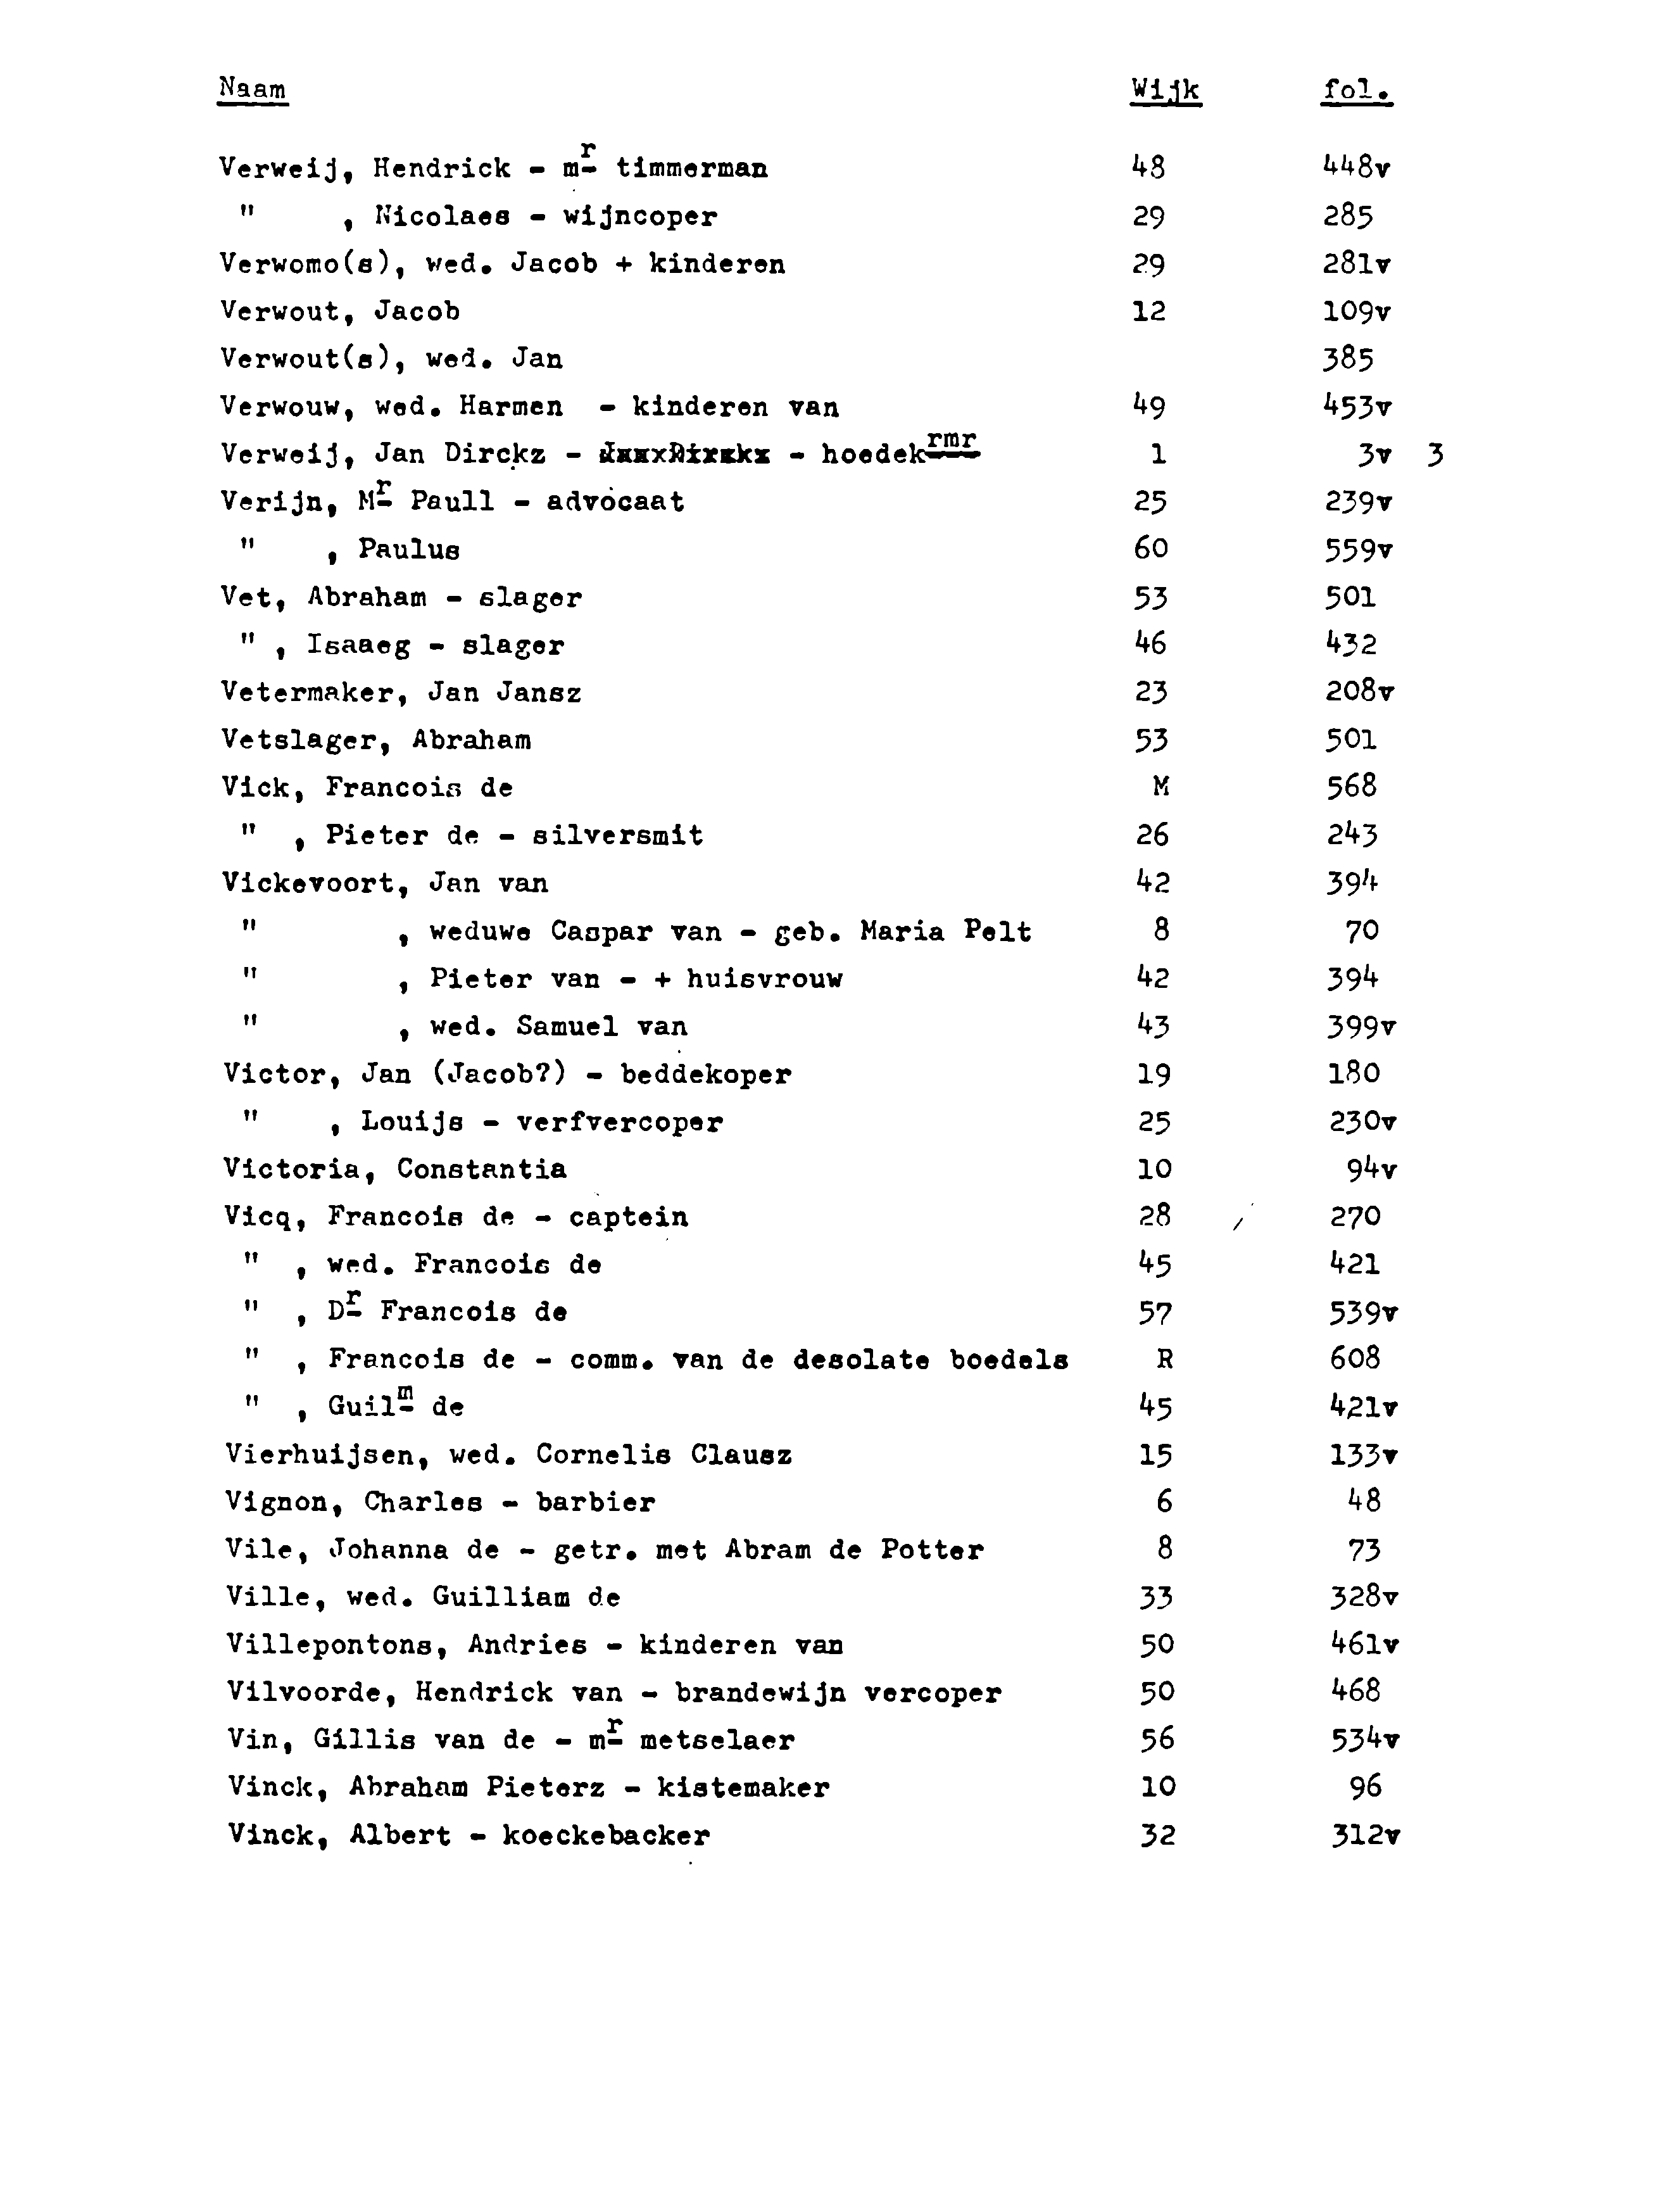 Naam Wijk fol.
Verweij, Hendrick - mr timmerman 48 448v
" , Nicolaes - wijncoper 29 285
Verwomo(s), wed. Jacob + kinderen 29 281v
Verwout, Jacob 12 109v
Verwout(s), wed. Jan 385
Verwouw, wed. Harmen - kinderen van 49 453v
Verweij, Jan Dirckz - - hoedekrmr 1 3v 3
Verijn, Mr Paull - advocaat 25 239v
" , Paulus 60 559v
Vet, Abraham - slager 53 501
" , Isaaeg - slager 46 432
Vetermaker, Jan Jansz 23 208v
Vetslager, Abraham 53 501
Vick, Francois de M 568
" , Pieter de - silversmit 26 243
Vickevoort, Jan van 42 394
" , weduwe Caspar van - geb. Maria Pelt 8 70
" , Pieter van - + huisvrouw 42 394
" , wed. Samuel van 43 399v
Victor, Jan (Jacob?) - beddekoper 19 180
" , Louijs - verfvercoper 25 230v
Victoria, Constantia 10 94v
Vicq, Francois de - captein 28 270
" , wed. Francois de 45 421
" , Dr Francois de 57 539v
" , Francois de - comm. van de desolate boedels R 608
" , Guilm de 45 421v
Vierhuijsen, wed. Cornelis Clausz 15 133v
Vignon, Charles - barbier 6 48
Vile, Johanna de - getr. met Abram de Potter 8 73
Ville, wed. Guilliam de 33 328v
Villepontons, Andries - kinderen van 50 461v
Vilvoorde, Hendrick van - brandewijn vercoper 50 468
Vin, Gillis van de - mr metselaer 56 534v
Vinck, Abraham Pieterz - kistemaker 10 96
Vinck, Albert - koeckebacker 32 312v